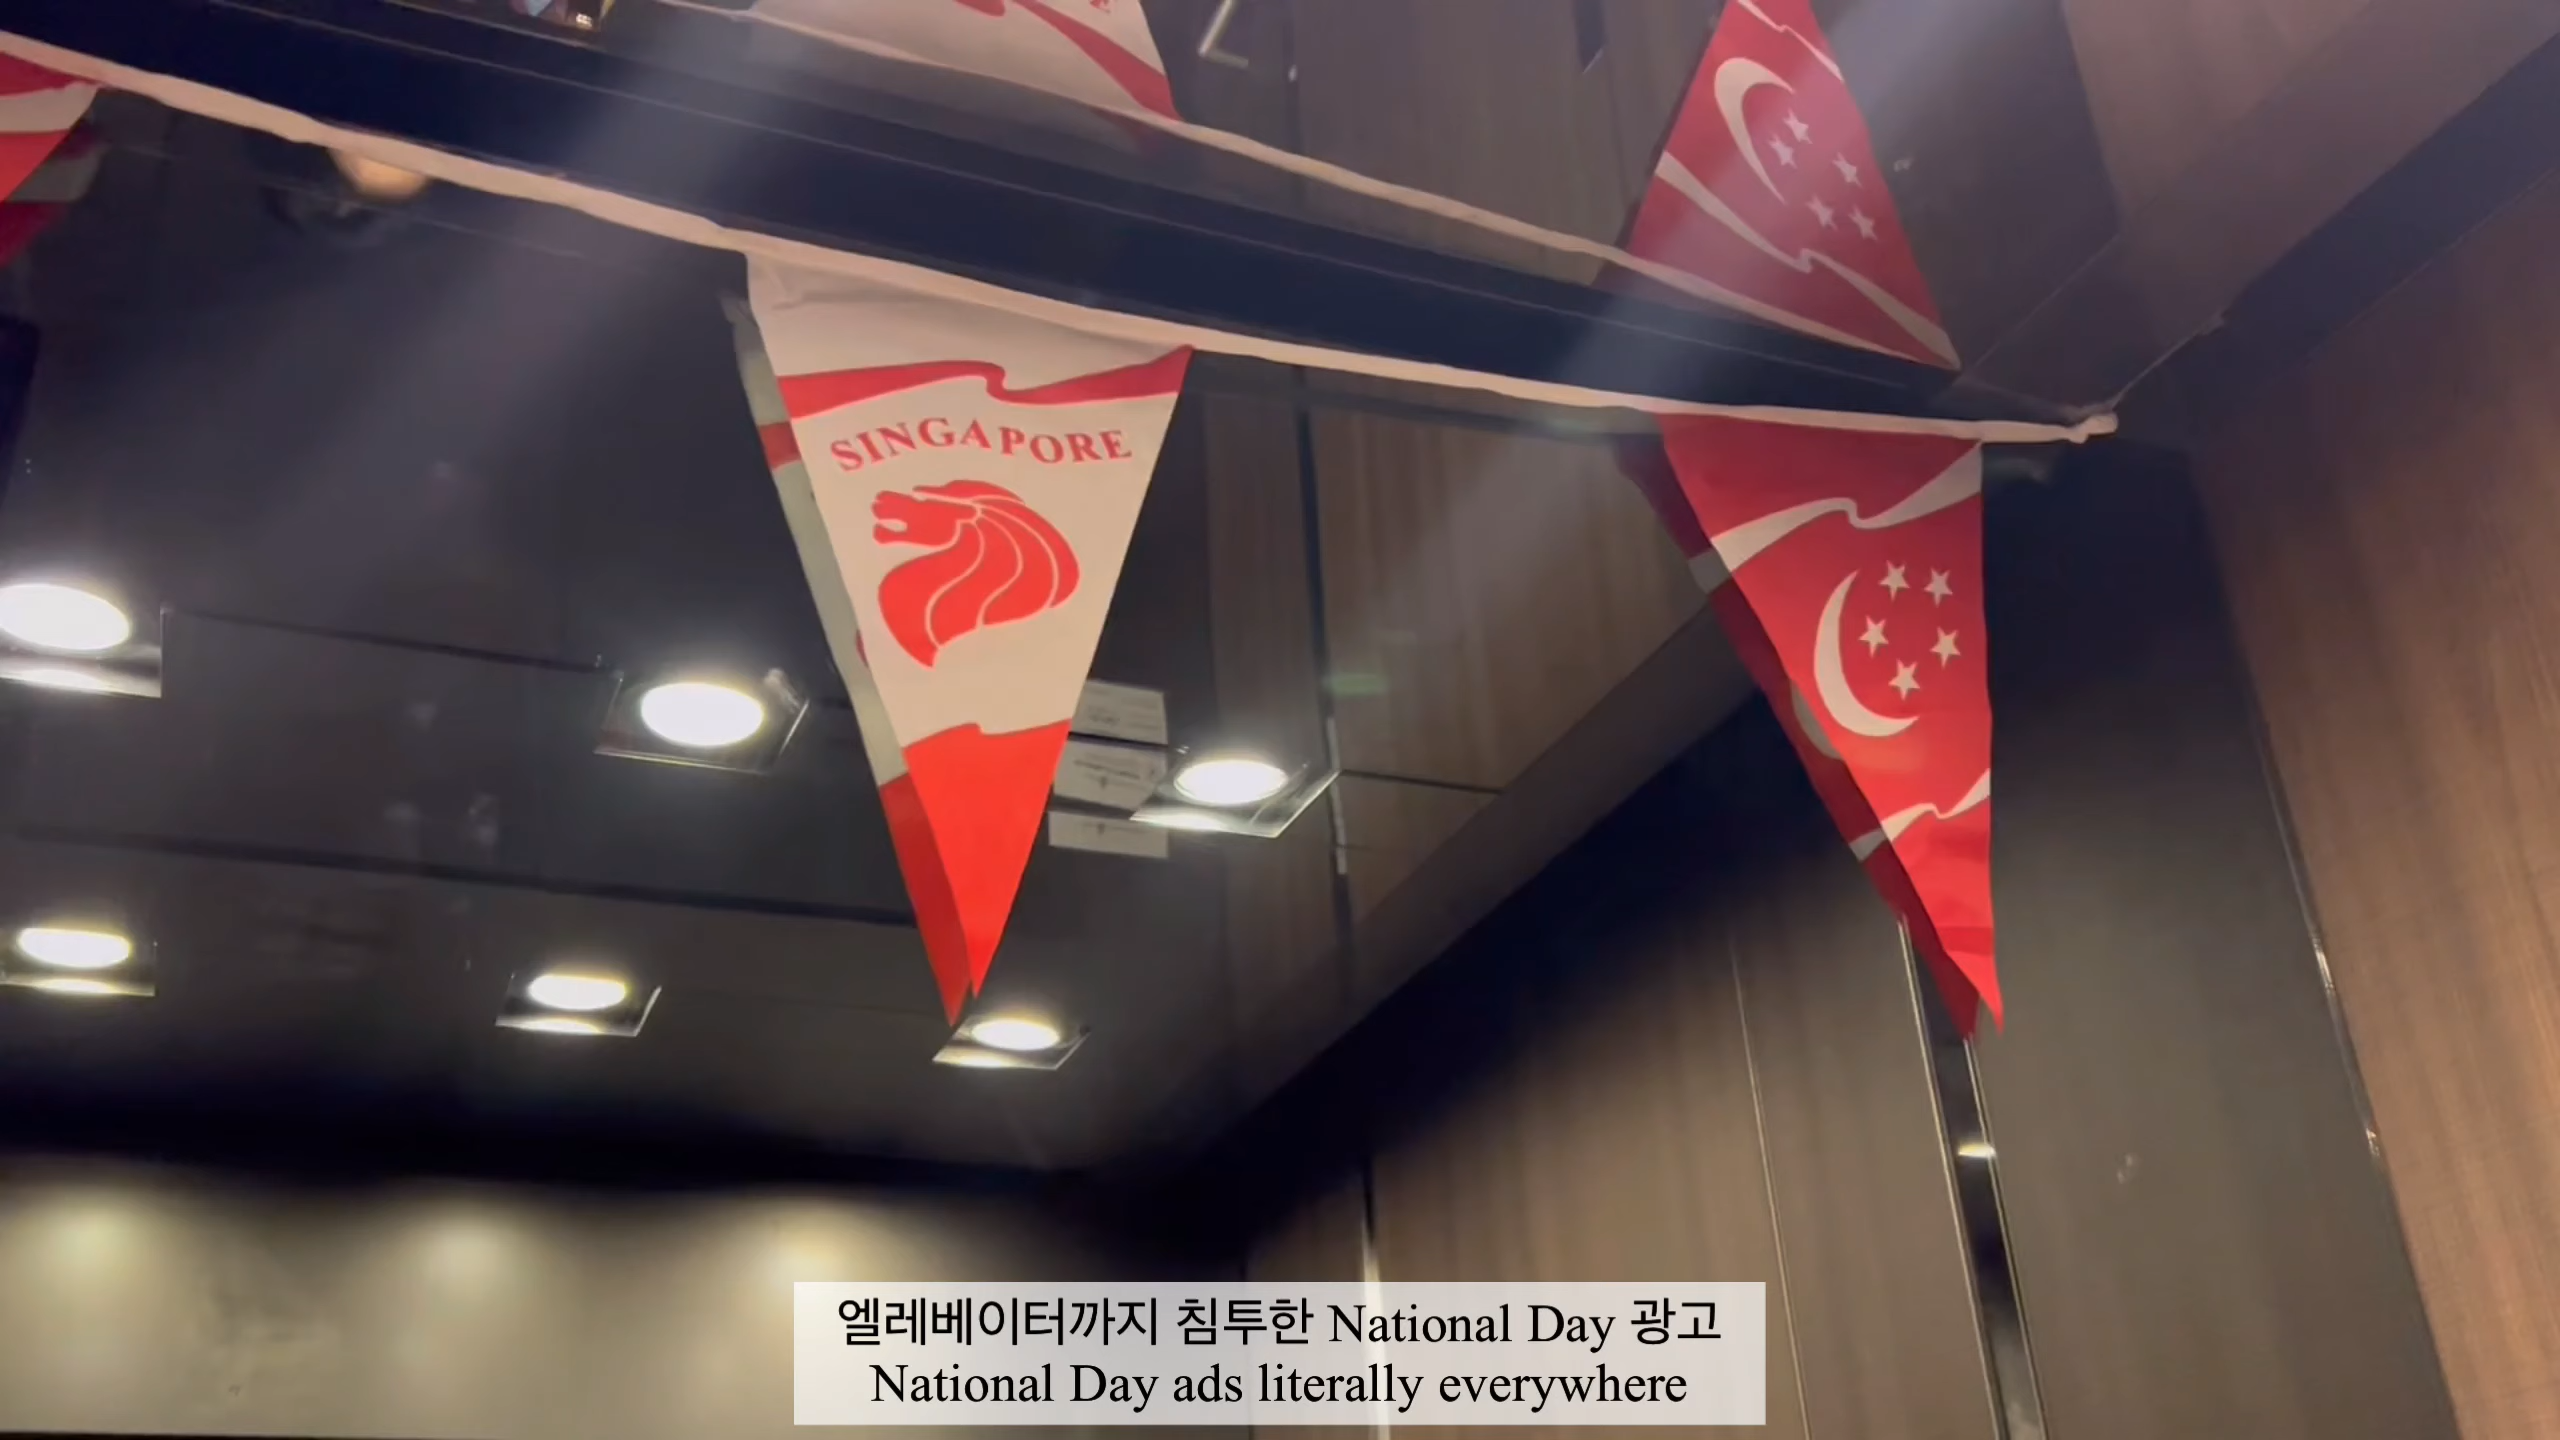 SINGAPORE
엘레베이터까지 침투한 National Day 광고
National Day ads literally everywhere